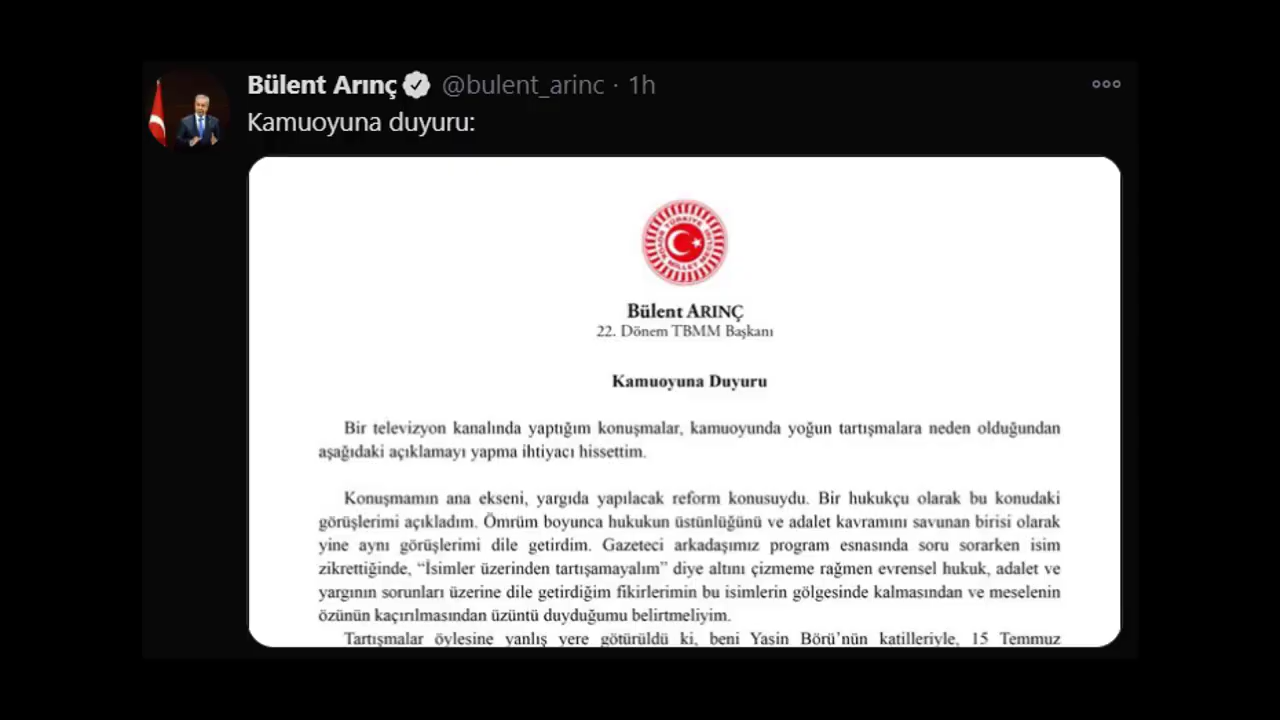 Bülent Arınç @bulent_arinc · 1h
Kamuoyuna duyuru:
Bülent ARINÇ
22. Dönem TBMM Başkanı
Kamuoyuna Duyuru
Bir televizyon kanalında yaptığım konuşmalar, kamuoyunda yoğun tartışmalara neden olduğundan
aşağıdaki açıklamayı yapma ihtiyacı hissettim.
Konuşmamın ana ekseni, yargıda yapılacak reform konusuydu. Bir hukukçu olarak bu konudaki
görüşlerimi açıkladım. Ömrüm boyunca hukukun üstünlüğünü ve adalet kavramını savunan birisi olarak
yine aynı görüşlerimi dile getirdim. Gazeteci arkadaşımız program esnasında soru sorarken isim
zikrettiğinde, “İsimler üzerinden tartışamayalım” diye altını çizmeme rağmen evrensel hukuk, adalet ve
yargının sorunları üzerine dile getirdiğim fikirlerimin bu isimlerin gölgesinde kalmasından ve meselenin
özünün kaçırılmasından üzüntü duyduğumu belirtmeliyim.
Tartışmalar öylesine yanlış yere götürüldü ki, beni Yasin Börü’nün katilleriyle, 15 Temmuz